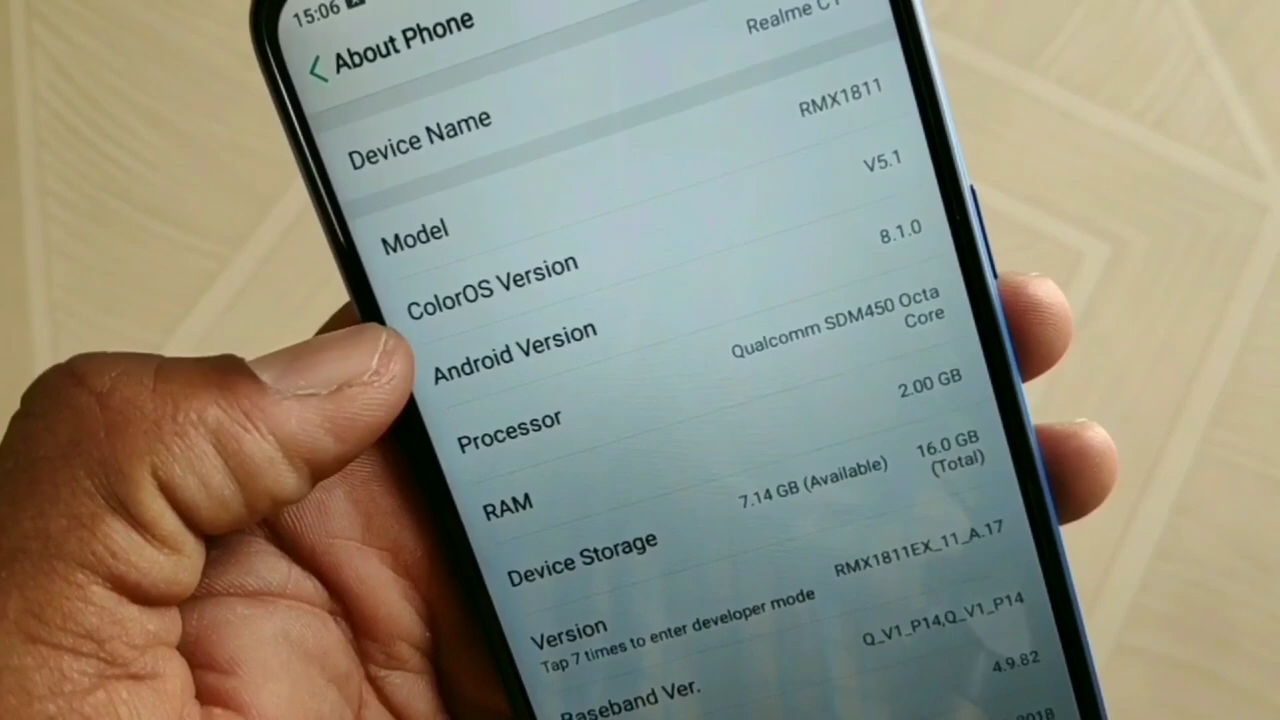 15:06
About Phone
Device Name Realme C1
Model RMX1811
ColorOS Version V5.1
Android Version 8.1.0
Processor Qualcomm SDM450 Octa
Core
RAM 2.00 GB
Device Storage 7.14 GB (Available) 16.0 GB
(Total)
Version RMX1811EX_11_A.17
Tap 7 times to enter developer mode
Baseband Ver. Q_V1_P14,Q_V1_P14
4.9.82
2018